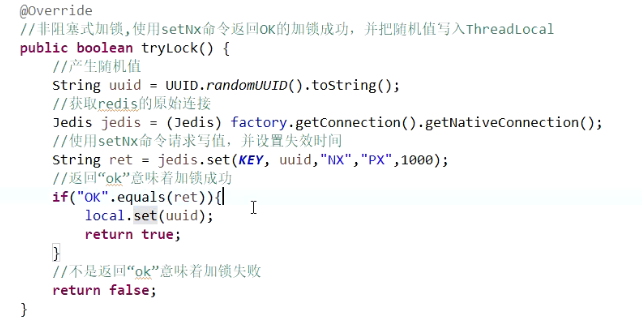 @Override
//非阻塞式加锁,使用setNx命令返回OK的加锁成功，并把随机值写入ThreadLocal
public boolean tryLock() {
//产生随机值
String uuid = UUID.randomUUID().toString();
//获取redis的原始连接
Jedis jedis = (Jedis) factory.getConnection().getNativeConnection();
//使用setNx命令请求写值，并设置失效时间
String ret = jedis.set(KEY, uuid,"NX","PX",1000);
//返回“ok”意味着加锁成功
if("OK".equals(ret)){
local.set(uuid);
return true;
}
//不是返回“ok”意味着加锁失败
return false;
}